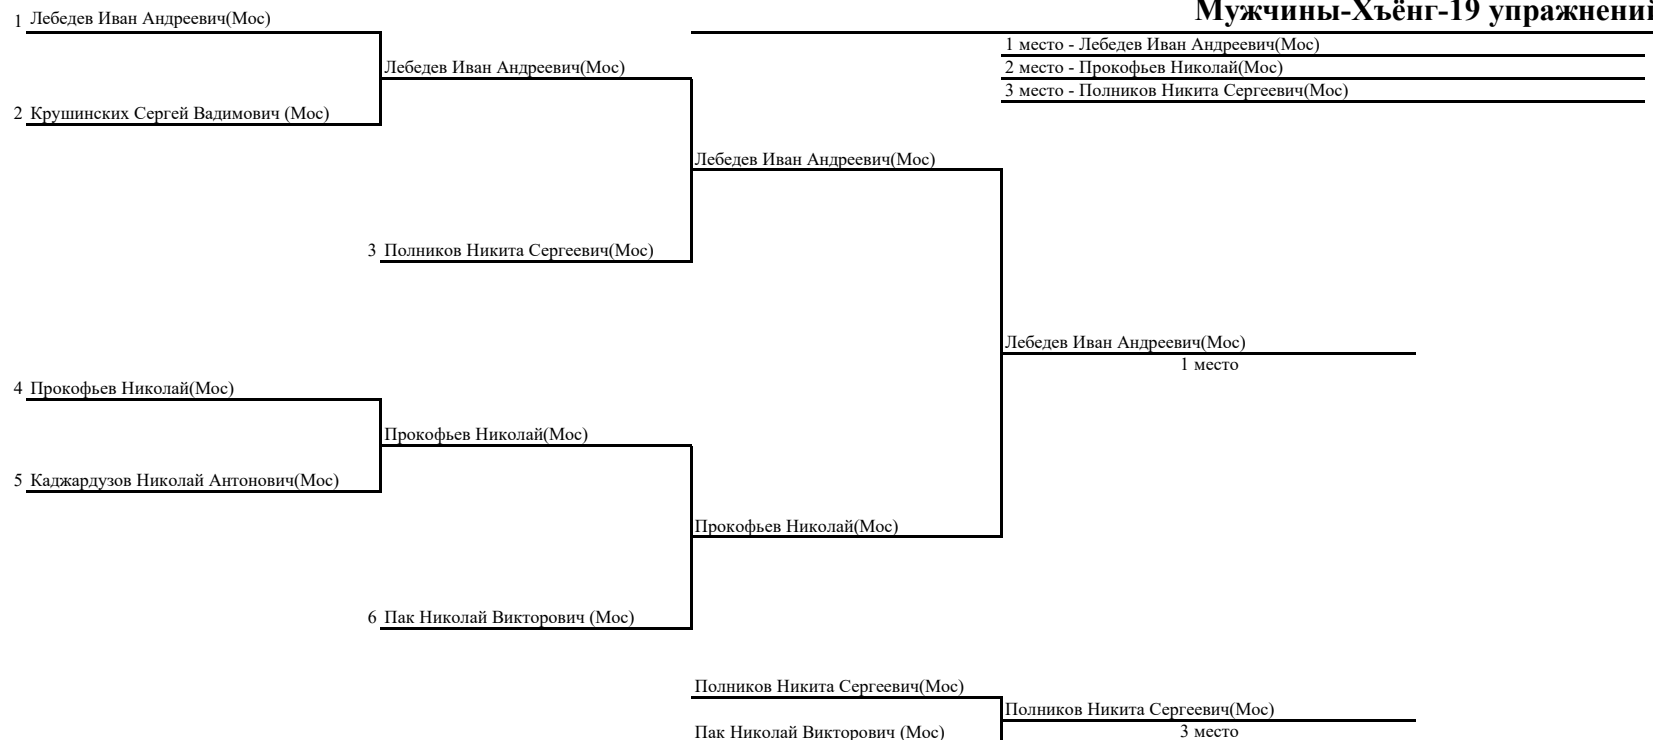 Мужчины-Хъёнг-19 упражнений
1 Лебедев Иван Андреевич(Мос)
1 место - Лебедев Иван Андреевич(Мос)
Лебедев Иван Андреевич(Мос)
2 место - Прокофьев Николай(Мос)
3 место - Полников Никита Сергеевич(Мос)
2 Крушинских Сергей Вадимович (Мос)
Лебедев Иван Андреевич(Мос)
3 Полников Никита Сергеевич(Мос)
Лебедев Иван Андреевич(Мос)
1 место
4 Прокофьев Николай(Мос)
Прокофьев Николай(Мос)
5 Каджардузов Николай Антонович(Мос)
Прокофьев Николай(Мос)
6 Пак Николай Викторович (Мос)
Полников Никита Сергеевич(Мос)
Полников Никита Сергеевич(Мос)
Пак Николай Викторович (Мос)
3 место